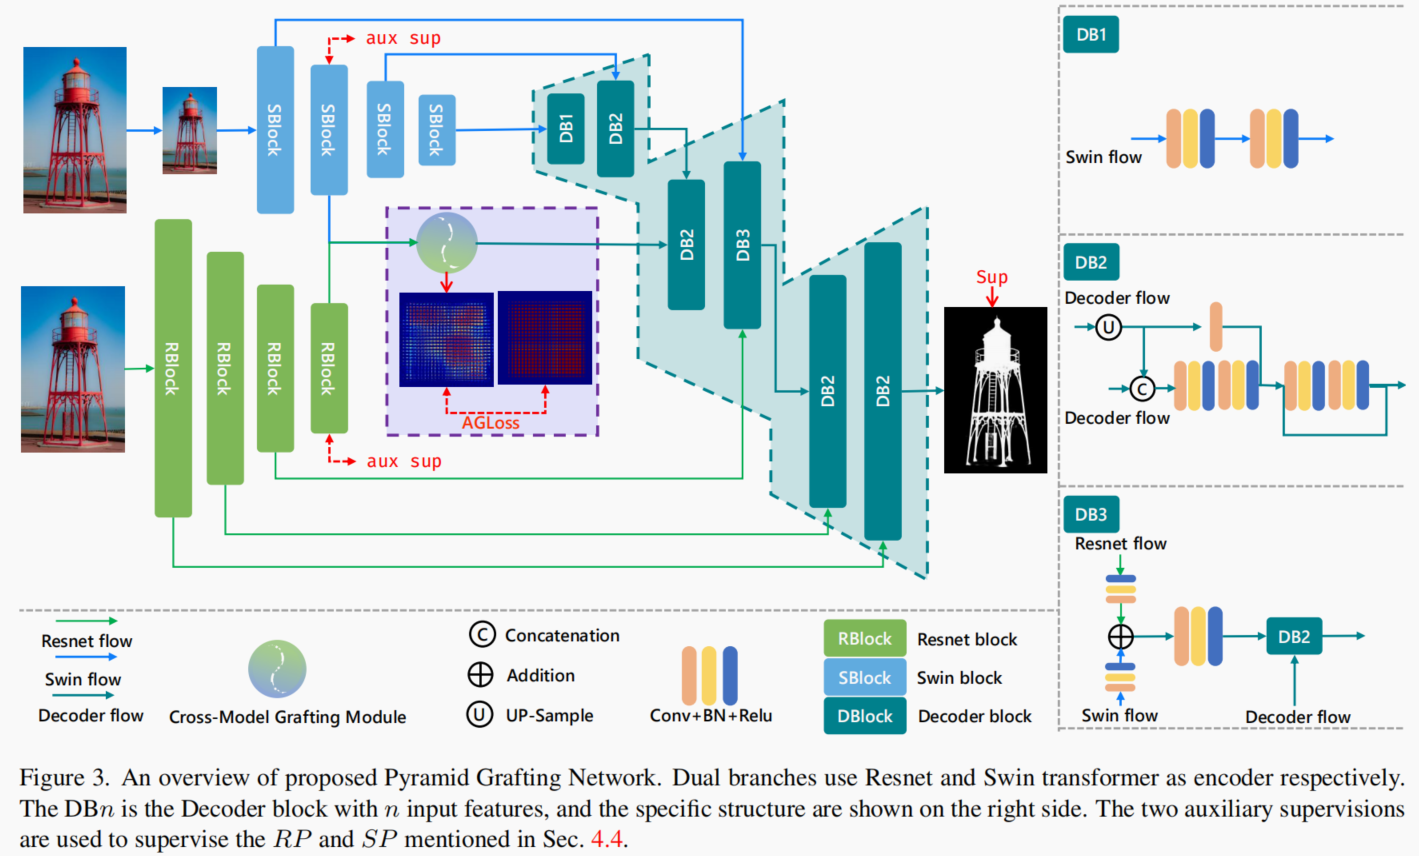 aux sup
SBlock
SBlock
SBlock
SBlock
DB1
DB2
DB2
DB3
RBlock
RBlock
RBlock
RBlock
AGLoss
aux sup
DB2
DB2
Sup
DB1
Swin flow
DB2
Decoder flow
U
C
Decoder flow
DB3
Resnet flow
DB2
Swin flow
Decoder flow
Resnet flow
Swin flow
Decoder flow
Cross-Model Grafting Module
C Concatenation
Addition
U UP-Sample
Conv+BN+Relu
RBlock Resnet block
SBlock Swin block
DBlock Decoder block
Figure 3. An overview of proposed Pyramid Grafting Network. Dual branches use Resnet and Swin transformer as encoder respectively.
The DBn is the Decoder block with n input features, and the specific structure are shown on the right side. The two auxiliary supervisions
are used to supervise the RP and SP mentioned in Sec. 4.4.